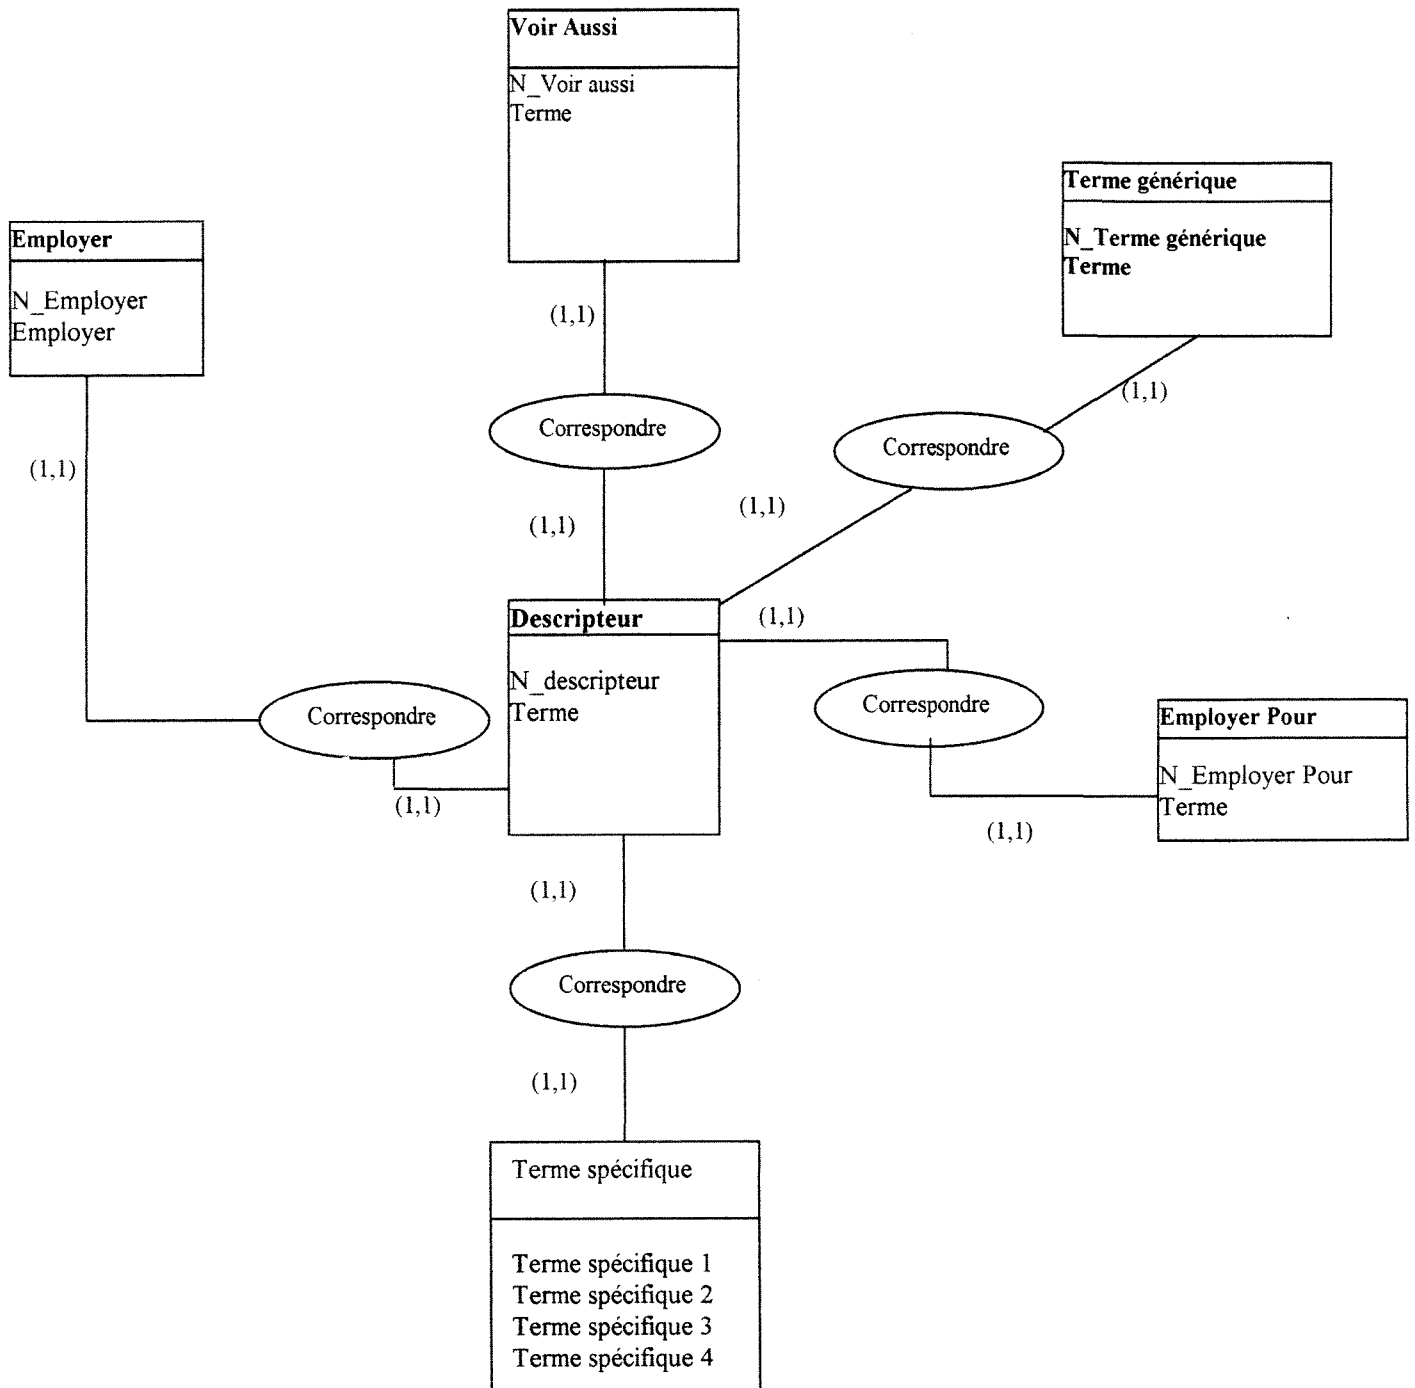 Voir Aussi
N_Voir aussi
Terme
Terme générique
N_Terme générique
Terme
Employer
N_Employer
Employer
(1,1)
(1,1)
Correspondre
Correspondre
(1,1)
(1,1)
(1,1)
Descripteur
(1,1)
N_descripteur
Terme
Correspondre
Correspondre
Employer Pour
N_Employer Pour
Terme
(1,1)
(1,1)
(1,1)
Correspondre
(1,1)
Terme spécifique
Terme spécifique 1
Terme spécifique 2
Terme spécifique 3
Terme spécifique 4